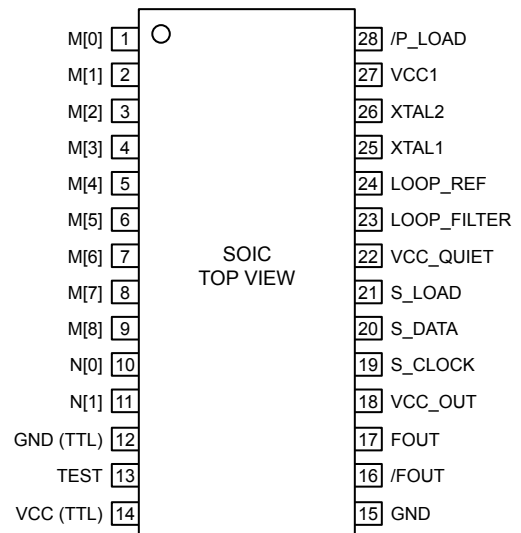 M[0] 1
M[1] 2
M[2] 3
M[3] 4
M[4] 5
M[5] 6
M[6] 7
M[7] 8
M[8] 9
N[0] 10
N[1] 11
GND (TTL) 12
TEST 13
VCC (TTL) 14
SOIC
TOP VIEW
28 /P_LOAD
27 VCC1
26 XTAL2
25 XTAL1
24 LOOP_REF
23 LOOP_FILTER
22 VCC_QUIET
21 S_LOAD
20 S_DATA
19 S_CLOCK
18 VCC_OUT
17 FOUT
16 /FOUT
15 GND